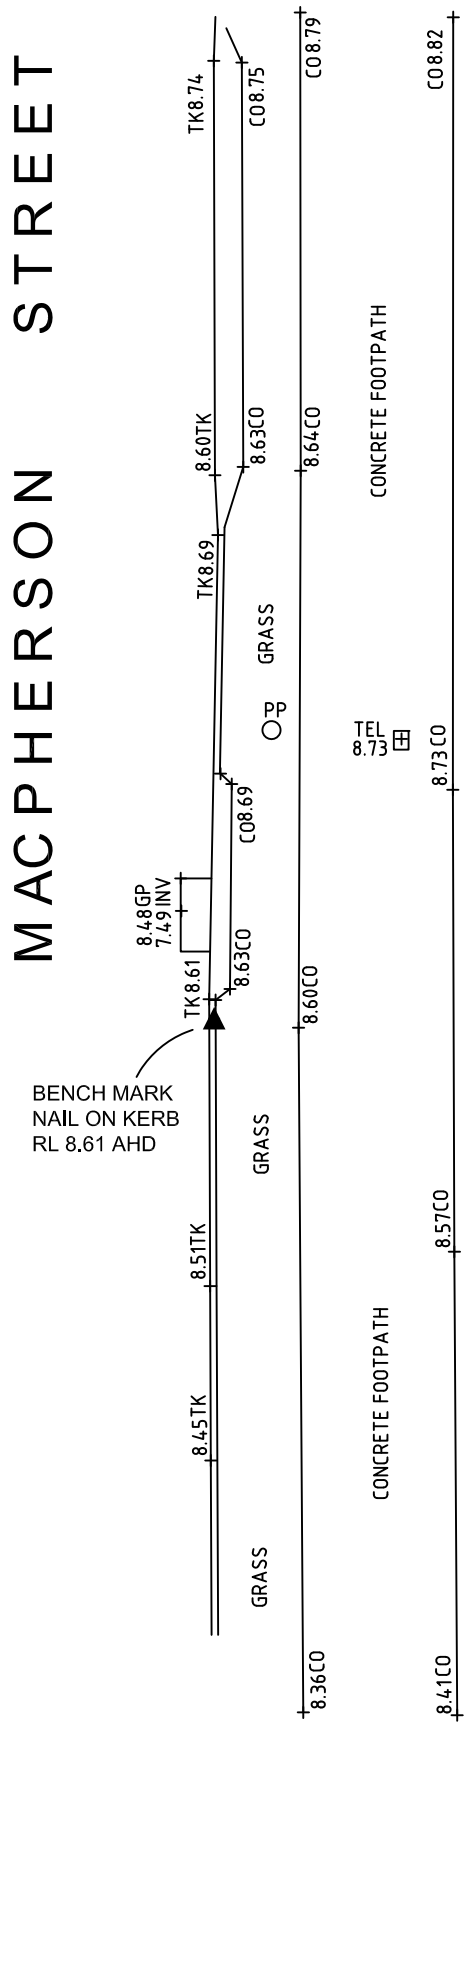 MACPHERSON STREET
TK8.74
CO8.75
CO8.79
CO8.82
8.60TK
8.63CO
8.64CO
CONCRETE FOOTPATH
TK8.69
GRASS
PP
TEL
8.73
8.73CO
CO8.69
8.48GP
7.49INV
TK8.61
8.63CO
8.60CO
BENCH MARK
NAIL ON KERB
RL 8.61 AHD
GRASS
8.51TK
8.57CO
8.45TK
CONCRETE FOOTPATH
GRASS
8.36CO
8.41CO